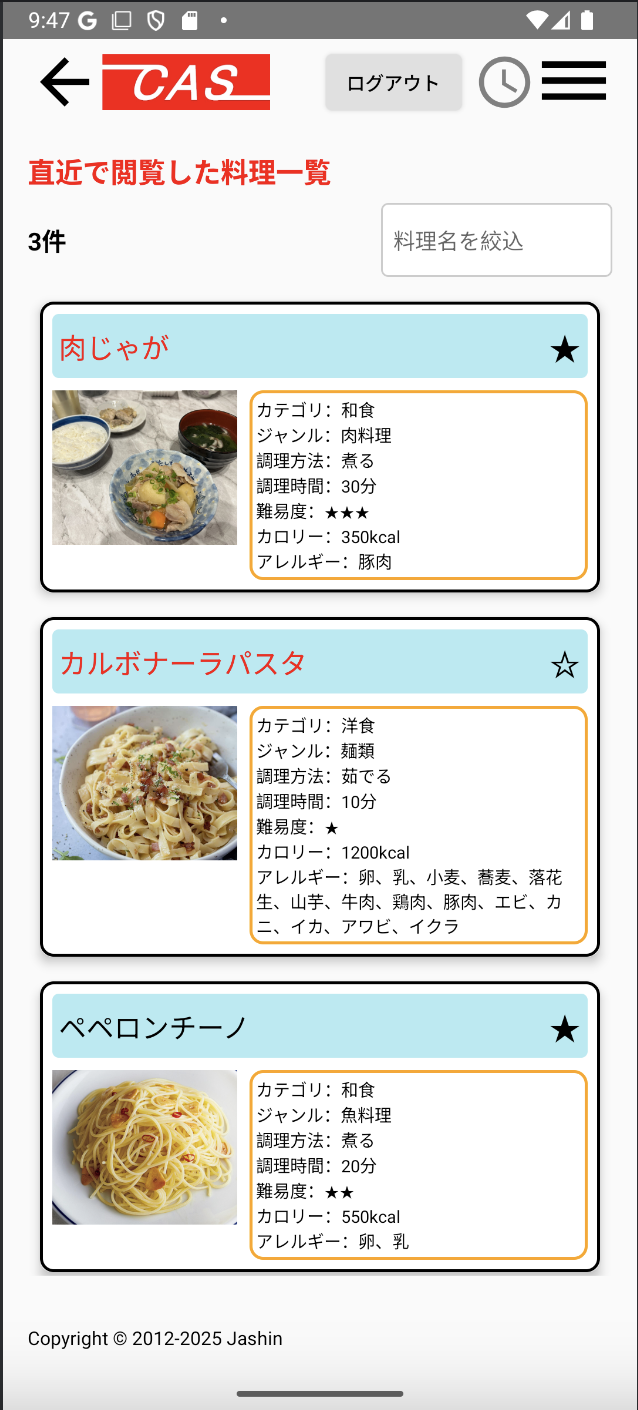 9:47
CAS
ログアウト
直近で閲覧した料理一覧
3件
料理名を絞込
肉じゃが ★
カテゴリ：和食
ジャンル：肉料理
調理方法：煮る
調理時間：30分
難易度：★★★
カロリー：350kcal
アレルギー：豚肉
カルボナーラパスタ ☆
カテゴリ：洋食
ジャンル：麺類
調理方法：茹でる
調理時間：10分
難易度：★
カロリー：1200kcal
アレルギー：卵、乳、小麦、蕎麦、落花
生、山芋、牛肉、鶏肉、豚肉、エビ、カ
ニ、イカ、アワビ、イクラ
ペペロンチーノ ★
カテゴリ：和食
ジャンル：魚料理
調理方法：煮る
調理時間：20分
難易度：★★
カロリー：550kcal
アレルギー：卵、乳
Copyright © 2012-2025 Jashin